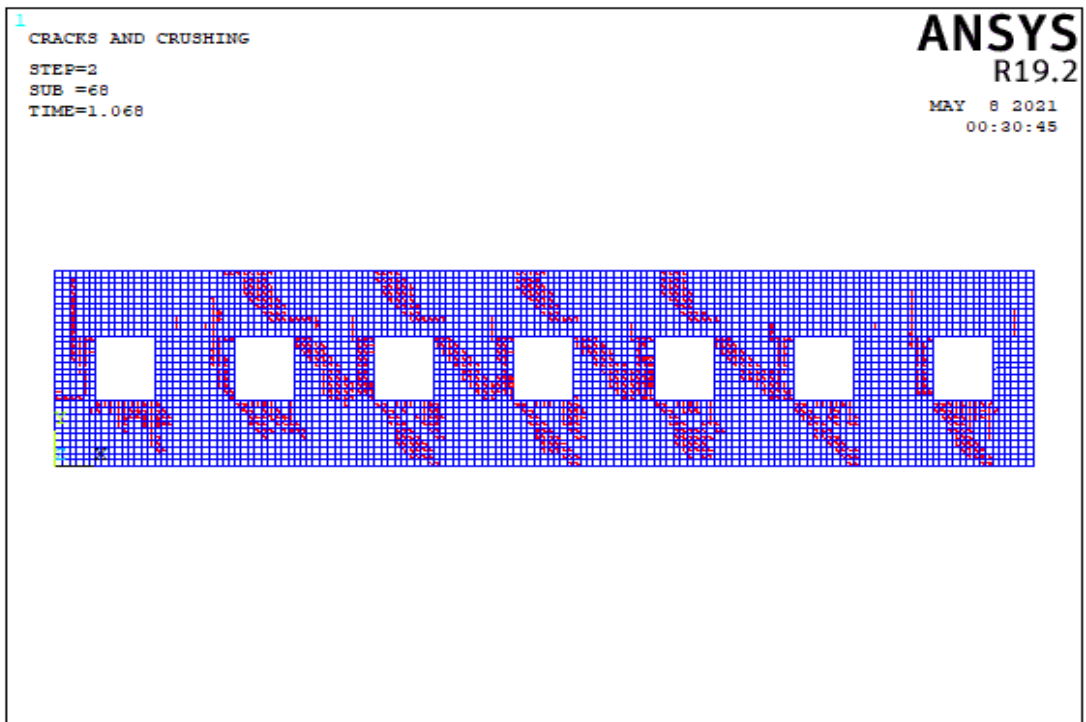 1
CRACKS AND CRUSHING
STEP=2
SUB =68
TIME=1.068
ANSYS
R19.2
MAY 8 2021
00:30:45
Y
X